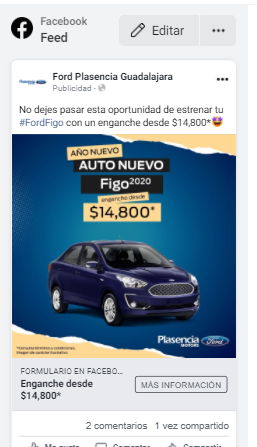 Facebook
Feed
Editar
Ford Plasencia Guadalajara
Publicidad
No dejes pasar esta oportunidad de estrenar tu
#FordFigo con un enganche desde $14,800*
AÑO NUEVO
AUTO NUEVO
Figo2020
enganche desde
$14,800*
*Consulta términos y condiciones.
Imagen de carácter ilustrativo
Plasencia Ford
MOTORS
FORMULARIO EN FACEBO...
Enganche desde
$14,800*
MÁS INFORMACIÓN
2 comentarios 1 vez compartido
Me gusta Comentar Compartir